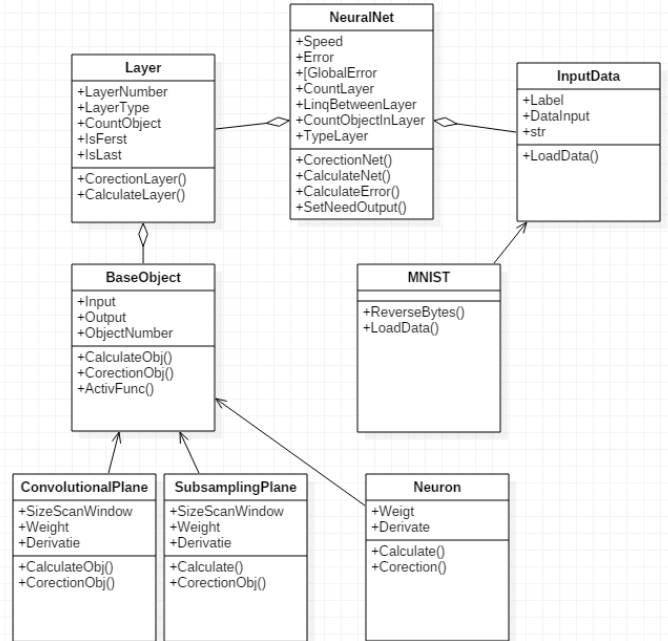 NeuralNet
+Speed
+Error
+[GlobalError
+CountLayer
+LinqBetweenLayer
+CountObjectInLayer
+TypeLayer
+CorectionNet()
+CalculateNet()
+CalculateError()
+SetNeedOutput()
Layer
+LayerNumber
+LayerType
+CountObject
+IsFerst
+IsLast
+CorectionLayer()
+CalculateLayer()
InputData
+Label
+DataInput
+str
+LoadData()
BaseObject
+Input
+Output
+ObjectNumber
+CalculateObj()
+CorectionObj()
+ActivFunc()
MNIST
+ReverseBytes()
+LoadData()
ConvolutionalPlane
+SizeScanWindow
+Weight
+Derivatie
+CalculateObj()
+CorectionObj()
SubsamplingPlane
+SizeScanWindow
+Weight
+Derivatie
+Calculate()
+CorectionObj()
Neuron
+Weigt
+Derivate
+Calculate()
+Corection()